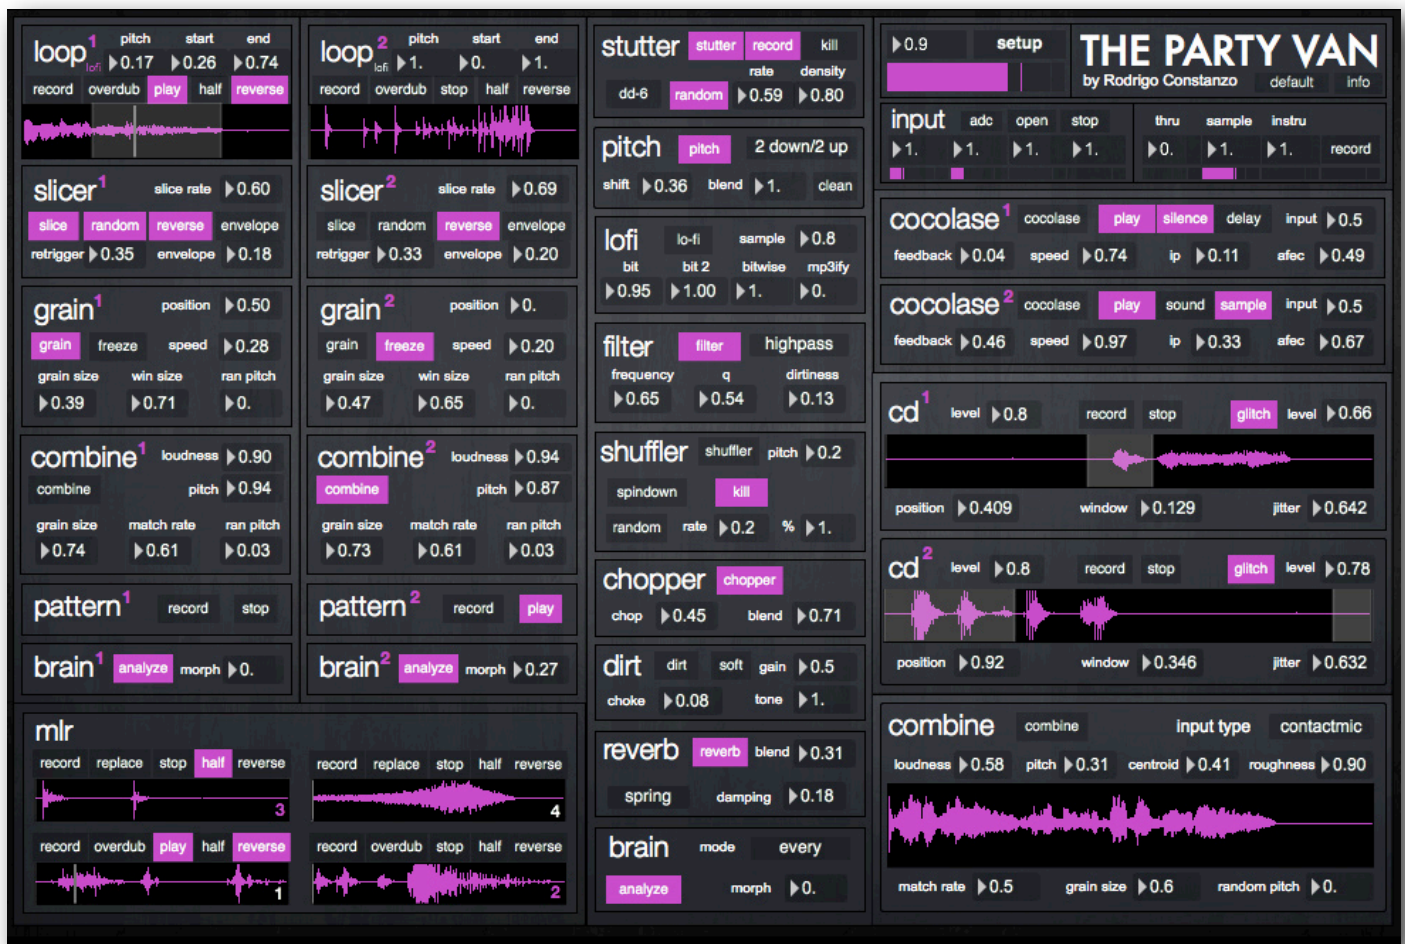 loop 1 pitch start end
lofi 0.17 0.26 0.74
record overdub play half reverse
slicer 1 slice rate 0.60
slice random reverse envelope
retrigger 0.35 envelope 0.18
grain 1 position 0.50
grain freeze speed 0.28
grain size win size ran pitch
0.39 0.71 0.
combine 1 loudness 0.90
combine pitch 0.94
grain size match rate ran pitch
0.74 0.61 0.03
pattern 1 record stop
brain 1 analyze morph 0.
loop 2 pitch start end
lofi 1. 0. 1.
record overdub stop half reverse
slicer 2 slice rate 0.69
slice random reverse envelope
retrigger 0.33 envelope 0.20
grain 2 position 0.
grain freeze speed 0.20
grain size win size ran pitch
0.47 0.65 0.
combine 2 loudness 0.94
combine pitch 0.87
grain size match rate ran pitch
0.73 0.61 0.03
pattern 2 record play
brain 2 analyze morph 0.27
mlr
record replace stop half reverse
3
record replace stop half reverse
4
record overdub play half reverse
1
record overdub stop half reverse
2
stutter stutter record kill
rate density
dd-6 random 0.59 0.80
pitch pitch 2 down/2 up
shift 0.36 blend 1. clean
lofi lo-fi sample 0.8
bit bit 2 bitwise mp3ify
0.95 1.00 1. 0.
filter filter highpass
frequency q dirtiness
0.65 0.54 0.13
shuffler shuffler pitch 0.2
spindown kill
random rate 0.2 % 1.
chopper chopper
chop 0.45 blend 0.71
dirt dirt soft gain 0.5
choke 0.08 tone 1.
reverb reverb blend 0.31
spring damping 0.18
brain mode every
analyze morph 0.
0.9 setup
THE PARTY VAN
by Rodrigo Constanzo default info
input adc open stop
1. 1. 1. 1.
thru sample instru
0. 1. 1. record
cocolase 1 cocolase play silence delay input 0.5
feedback 0.04 speed 0.74 ip 0.11 afec 0.49
cocolase 2 cocolase play sound sample input 0.5
feedback 0.46 speed 0.97 ip 0.33 afec 0.67
cd 1 level 0.8 record stop glitch level 0.66
position 0.409 window 0.129 jitter 0.642
cd 2 level 0.8 record stop glitch level 0.78
position 0.92 window 0.346 jitter 0.632
combine combine input type contactmic
loudness 0.58 pitch 0.31 centroid 0.41 roughness 0.90
match rate 0.5 grain size 0.6 random pitch 0.